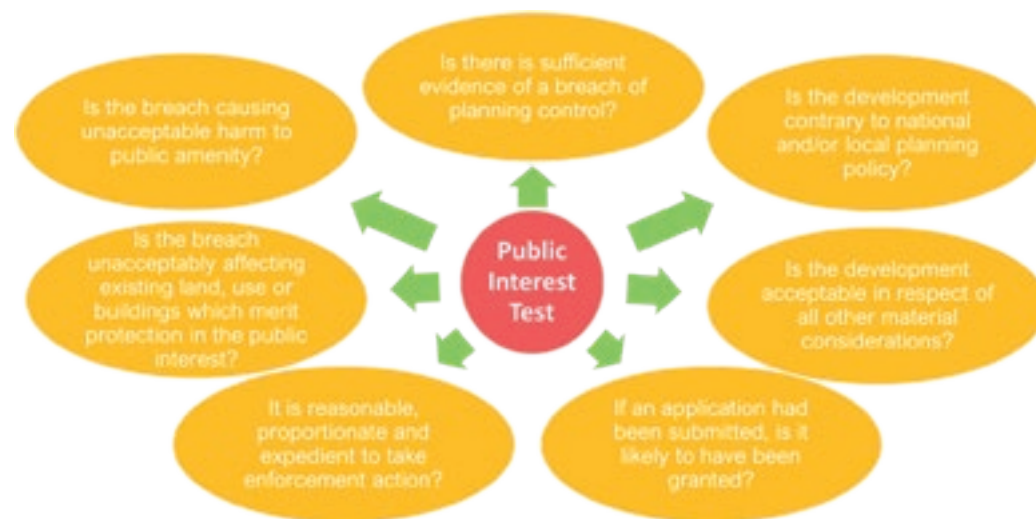 Is there is sufficient
evidence of a breach of
planning control?
Is the breach causing
unacceptable harm to
public amenity?
Is the development
contrary to national
and/or local planning
policy?
Public
Interest
Test
Is the breach
unacceptably affecting
existing land, use or
buildings which merit
protection in the public
interest?
Is the development
acceptable in respect of
all other material
considerations?
It is reasonable,
proportionate and
expedient to take
enforcement action?
If an application had
been submitted, is it
likely to have been
granted?